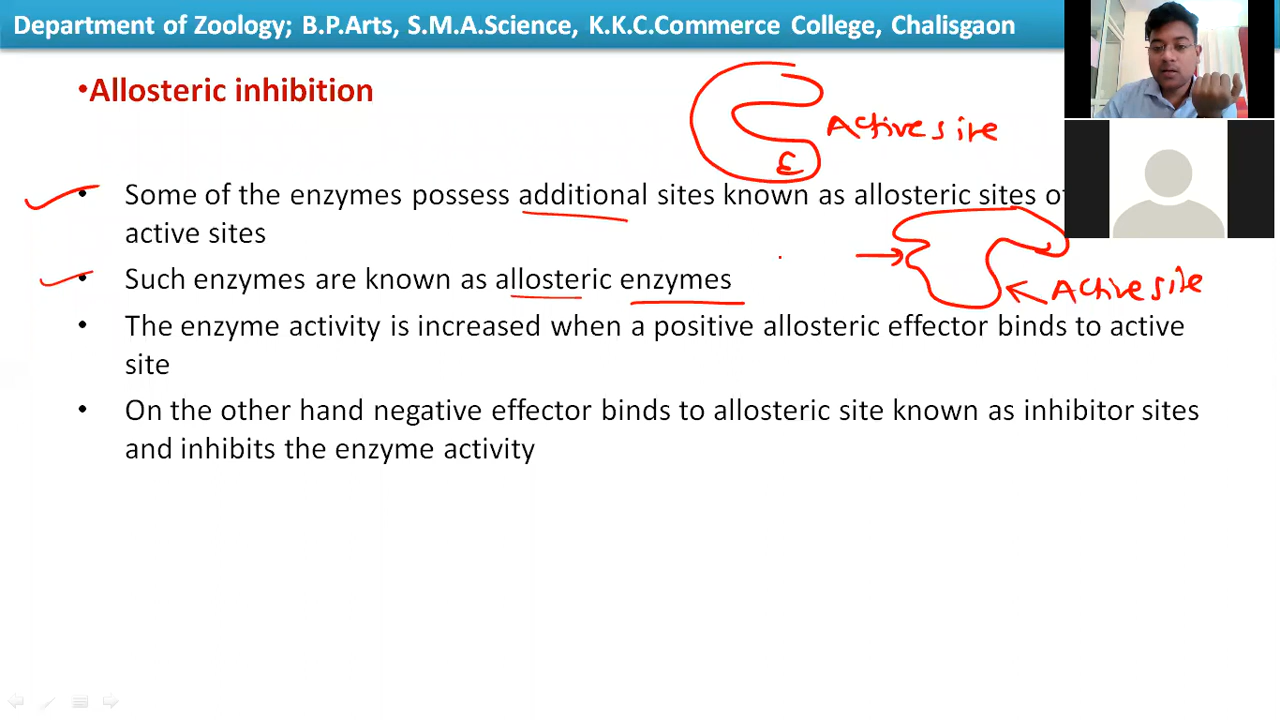 Department of Zoology; B.P.Arts, S.M.A.Science, K.K.C.Commerce College, Chalisgaon
•Allosteric inhibition
Active site
E
• Some of the enzymes possess additional sites known as allosteric sites
active sites
• Such enzymes are known as allosteric enzymes
Active site
• The enzyme activity is increased when a positive allosteric effector binds to active
site
• On the other hand negative effector binds to allosteric site known as inhibitor sites
and inhibits the enzyme activity